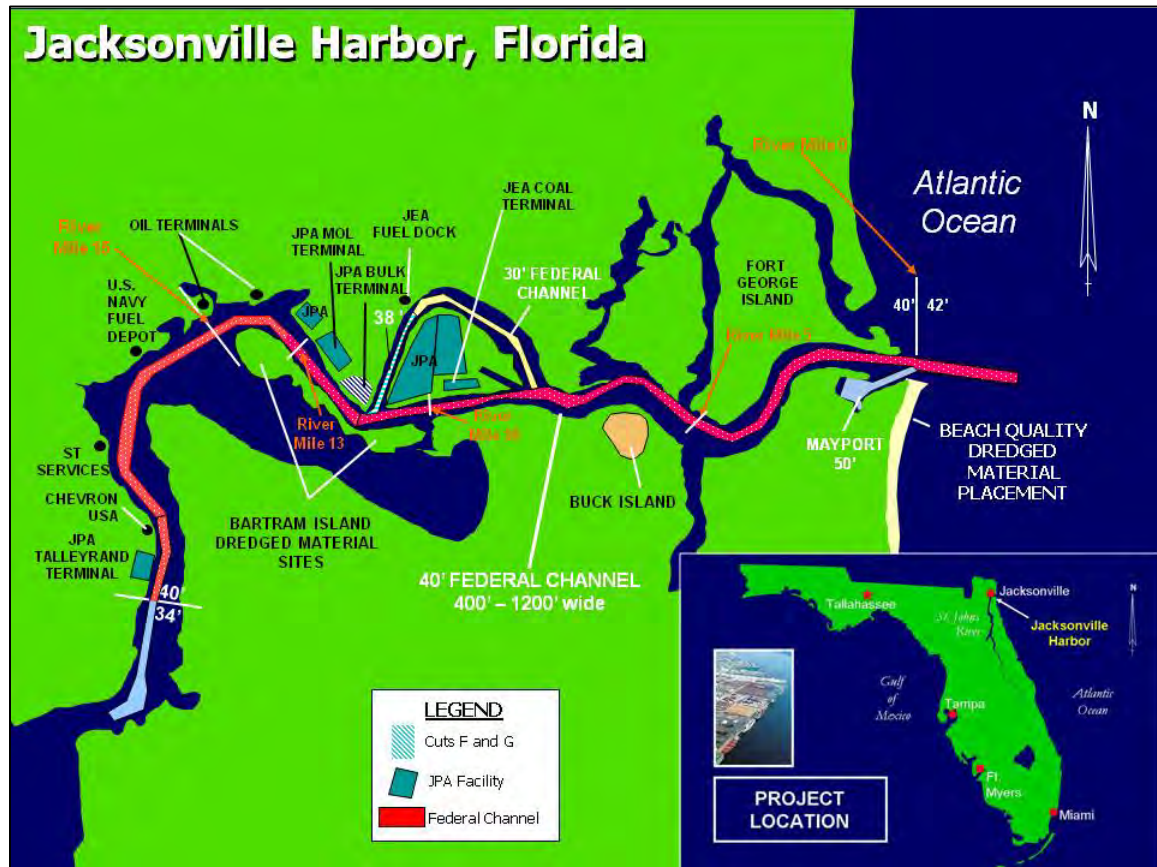 Jacksonville Harbor, Florida
N
River Mile 0
Atlantic
Ocean
JEA COAL
TERMINAL
JEA
FUEL DOCK
OIL TERMINALS
River
JPA MOL
TERMINAL
30' FEDERAL
CHANNEL
FORT
GEORGE
ISLAND
JPA BULK
TERMINAL
U.S.
NAVY
FUEL
DEPOT
JPA
38'
40' 42'
River Mile 5
JPA
River
Mile 13
River
MAYPORT
50'
BEACH QUALITY
DREDGED
MATERIAL
PLACEMENT
ST
SERVICES
CHEVRON
USA
BUCK ISLAND
BARTRAM ISLAND
DREDGED MATERIAL
SITES
JPA
TALLEYRAND
TERMINAL
40'
34'
40' FEDERAL CHANNEL
400' – 1200' wide
LEGEND
Cuts F and G
JPA Facility
Federal Channel
N
Tallahassee
Jacksonville
St. Johns
River
Jacksonville
Harbor
Gulf
of
Mexico
Atlantic
Ocean
Tampa
Ft.
Myers
Miami
PROJECT
LOCATION